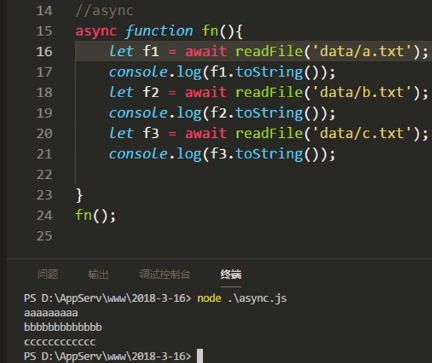 14 //async
15 async function fn(){
16 let f1 = await readFile('data/a.txt');
17 console.log(f1.toString());
18 let f2 = await readFile('data/b.txt');
19 console.log(f2.toString());
20 let f3 = await readFile('data/c.txt');
21 console.log(f3.toString());
22
23 }
24 fn();
25
问题 输出 调试控制台 终端
PS D:\AppServ\www\2018-3-16> node .\async.js
aaaaaaaaa
bbbbbbbbbbbbb
cccccccccccc
PS D:\AppServ\www\2018-3-16>